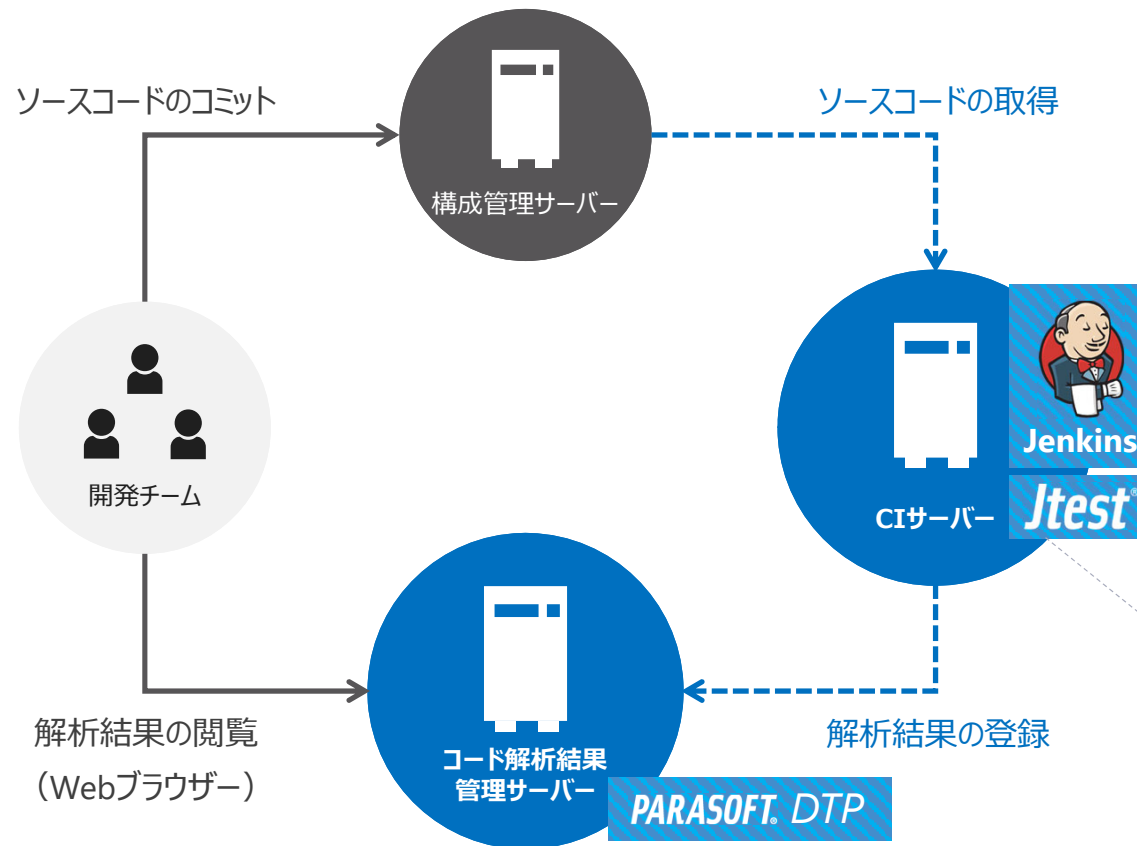 ソースコードのコミット
ソースコードの取得
構成管理サーバー
Jenkins
開発チーム
CIサーバー
Jtest®
解析結果の閲覧
（Webブラウザー）
コード解析結果
管理サーバー
解析結果の登録
PARASOFT® DTP